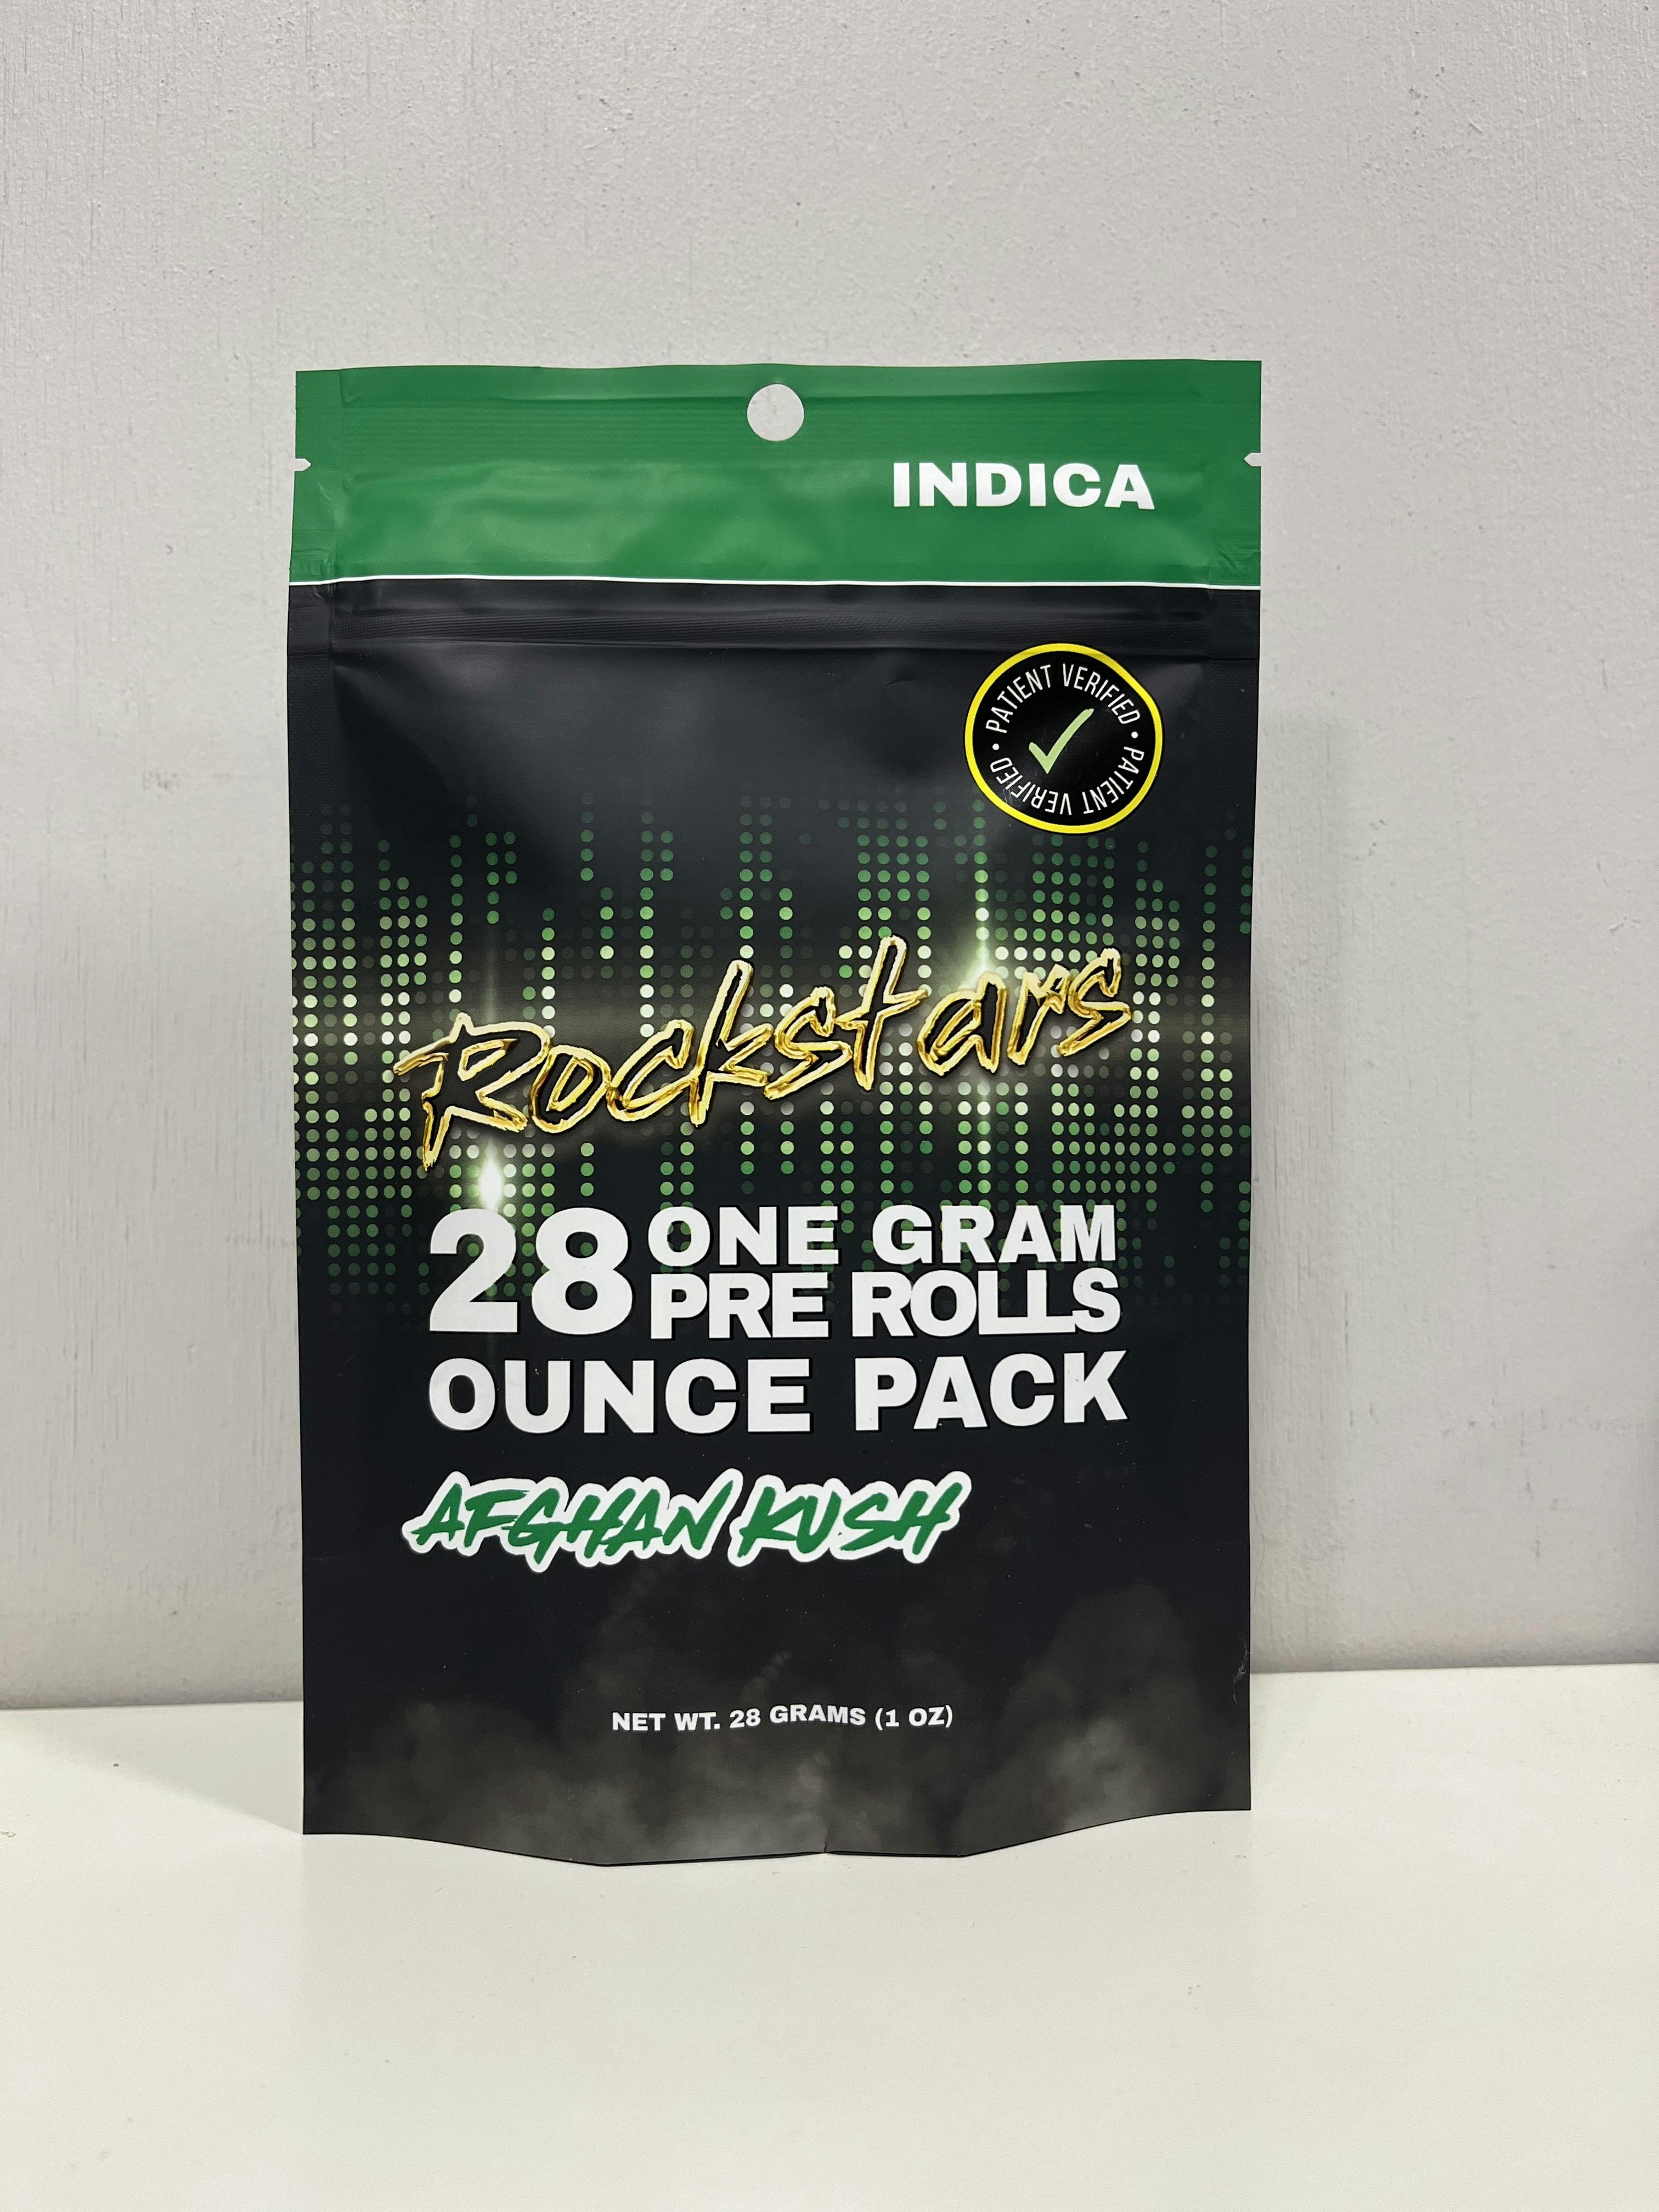 INDICA
PATIENT VERIFIED • PATIENT VERIFIED •
Rockstars
28 ONE GRAM
PRE ROLLS
OUNCE PACK
AFGHAN KUSH
NET WT. 28 GRAMS (1 OZ)